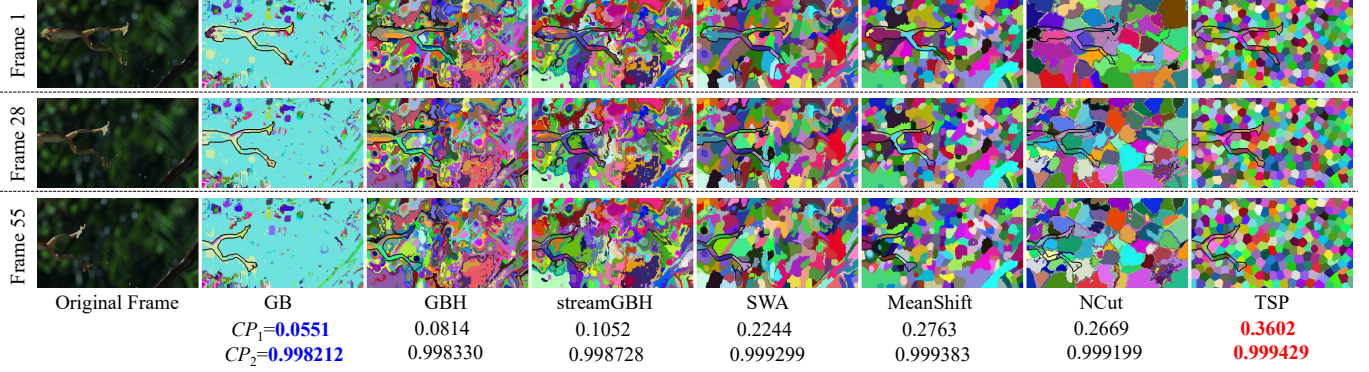 Frame 1
Frame 28
Frame 55
Original Frame GB GBH streamGBH SWA MeanShift NCut TSP
CP1=0.0551 0.0814 0.1052 0.2244 0.2763 0.2669 0.3602
CP2=0.998212 0.998330 0.998728 0.999299 0.999383 0.999199 0.999429